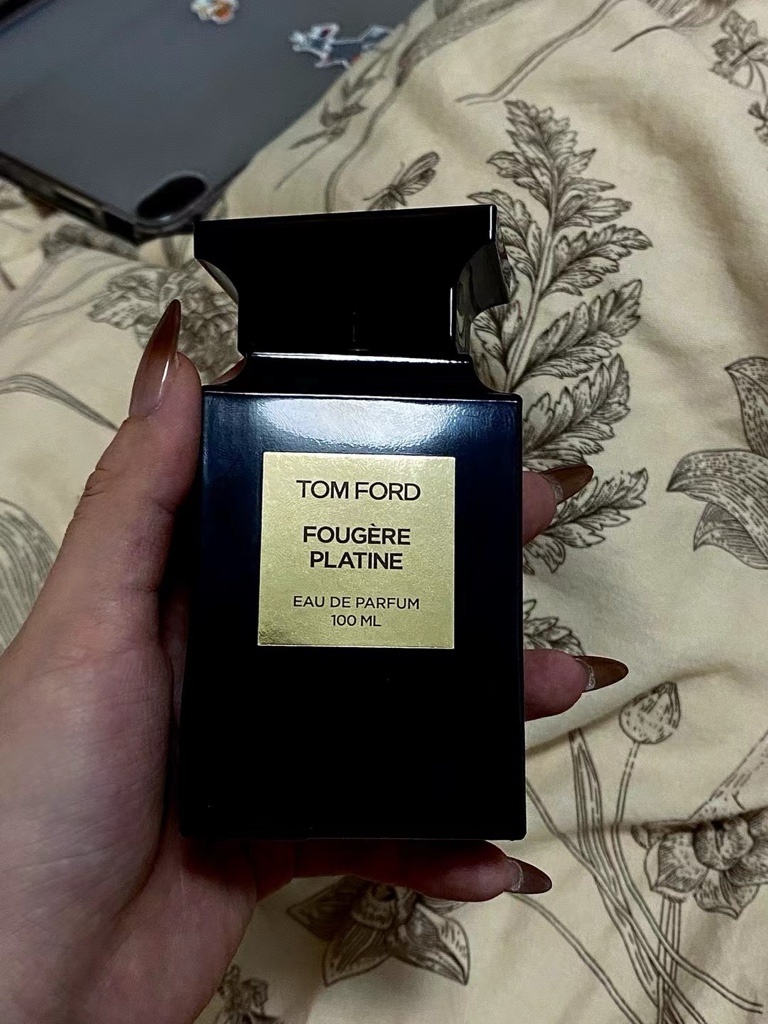 TOM FORD
FOUGÈRE
PLATINE
EAU DE PARFUM
100 ML